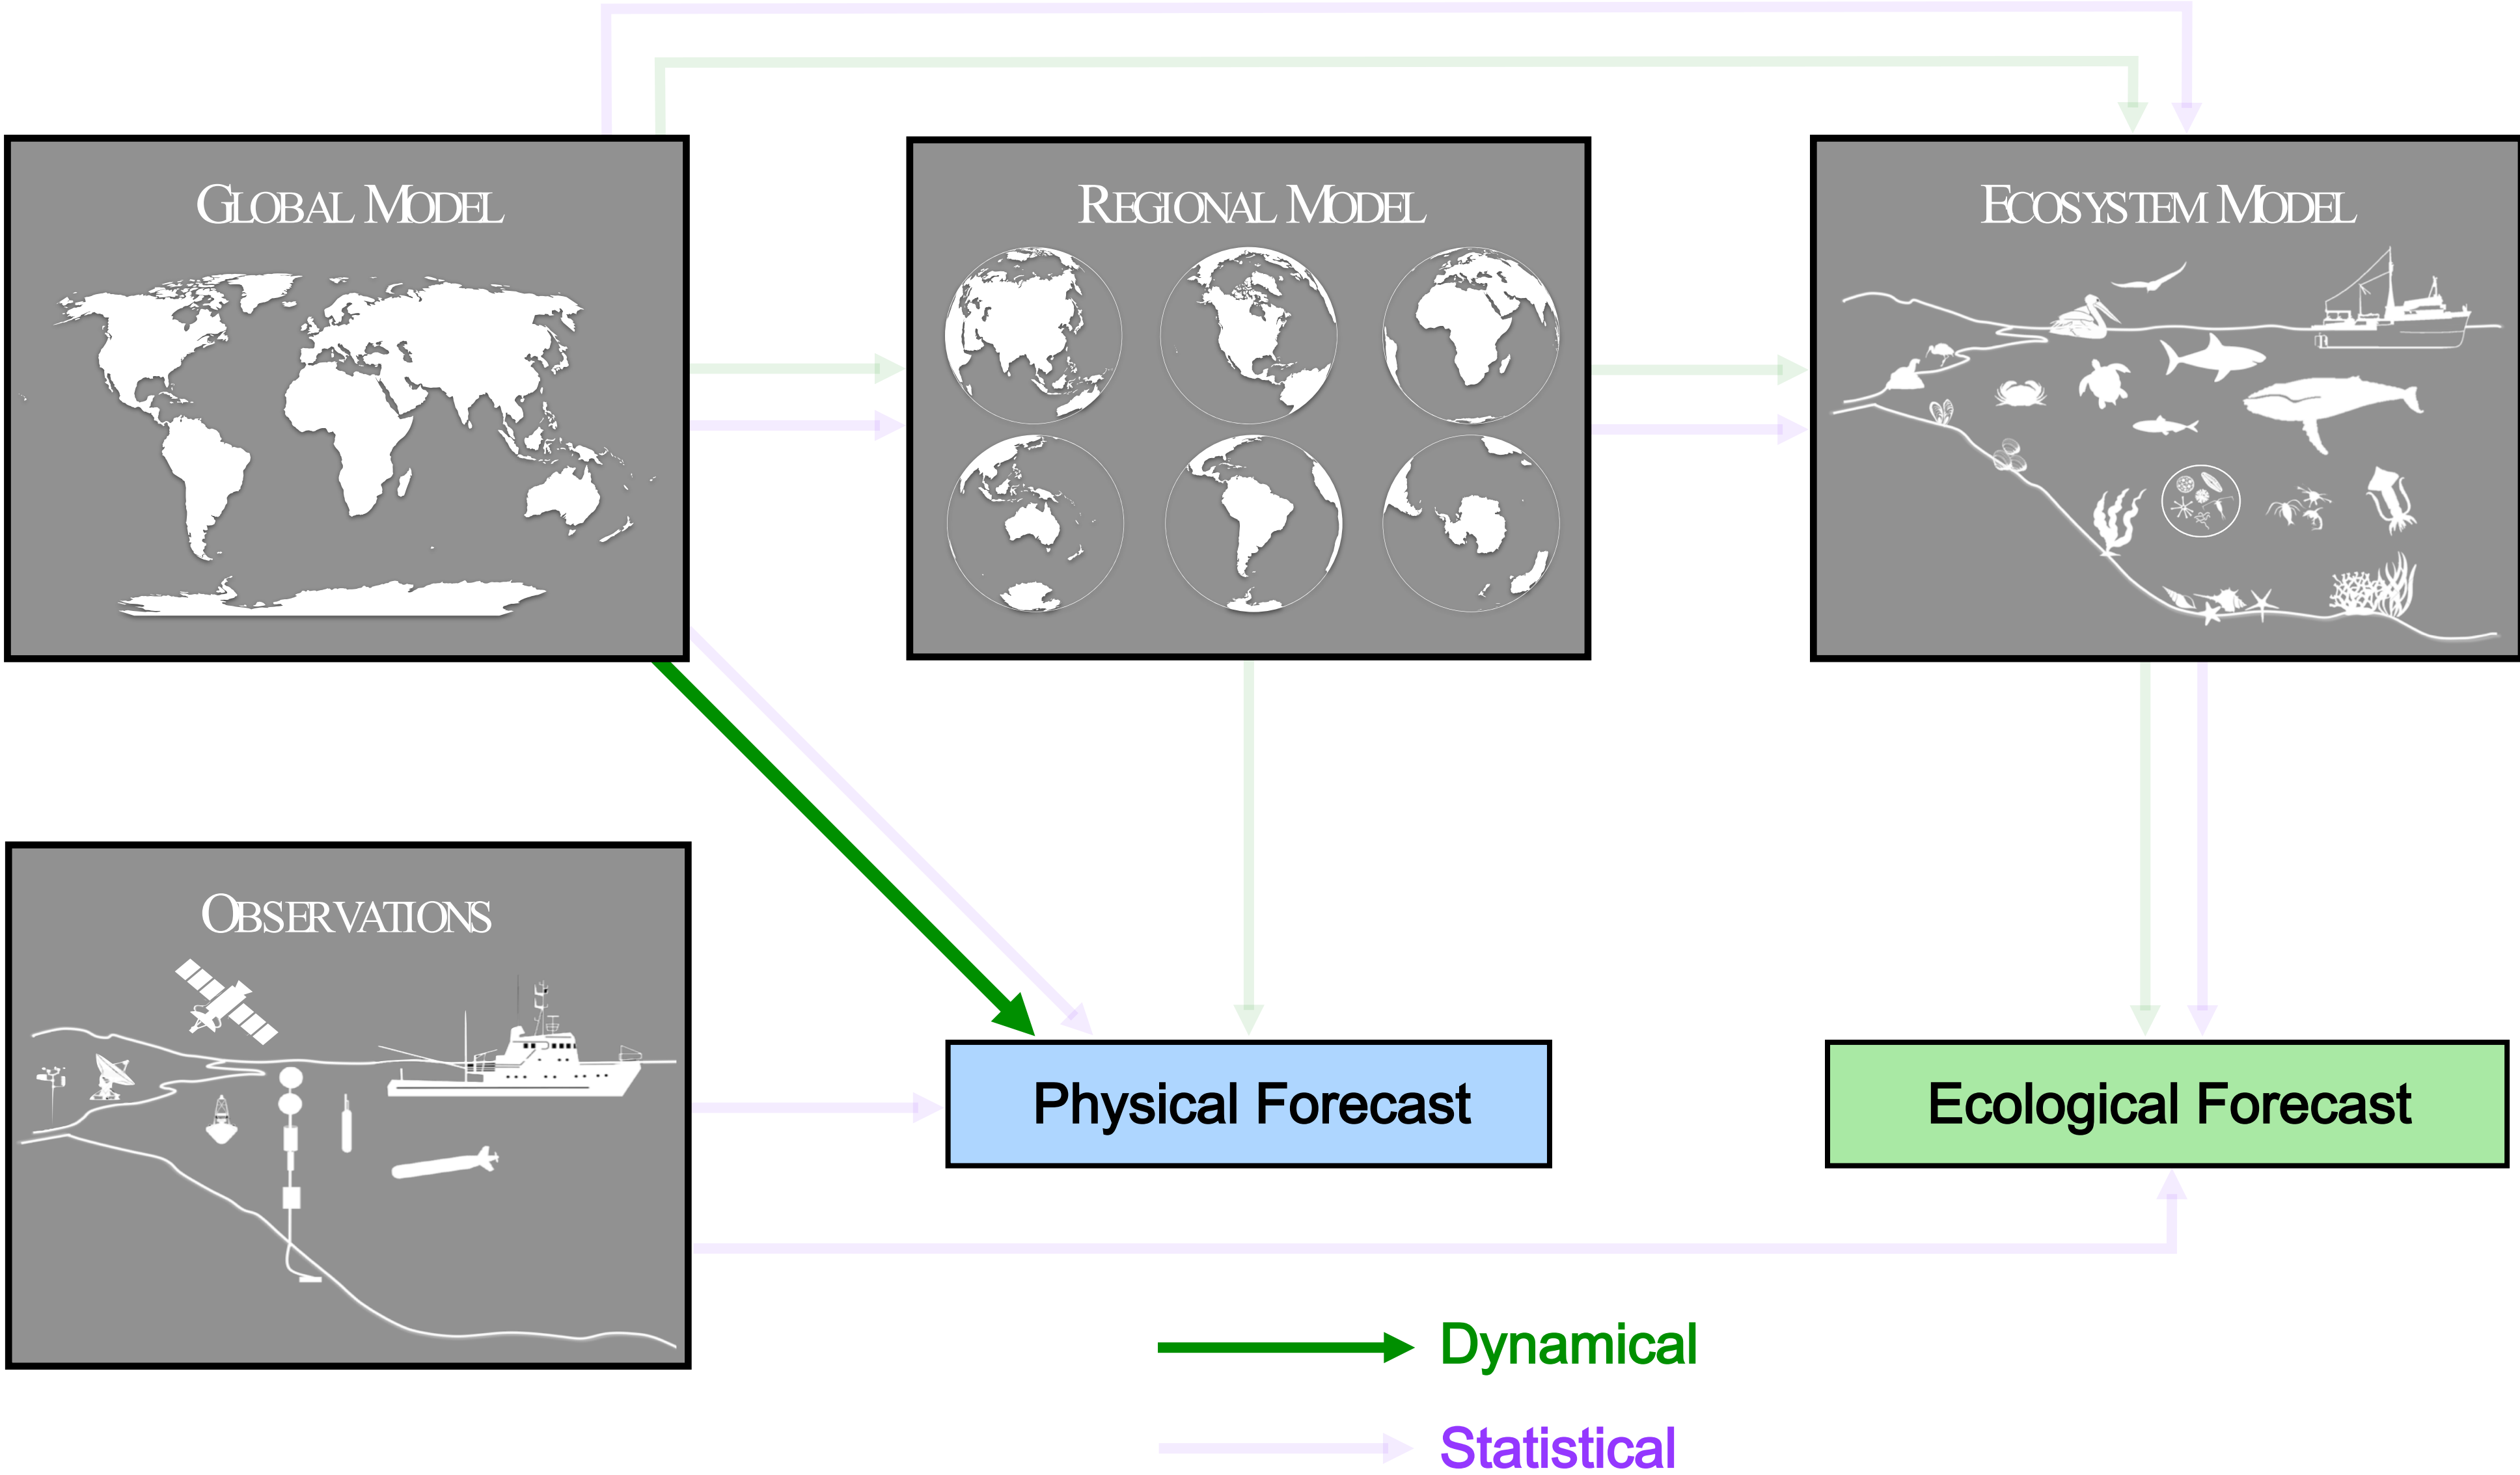 GLOBAL MODEL
REGIONAL MODEL
ECOSYSTEM MODEL
OBSERVATIONS
Physical Forecast
Ecological Forecast
Dynamical
Statistical